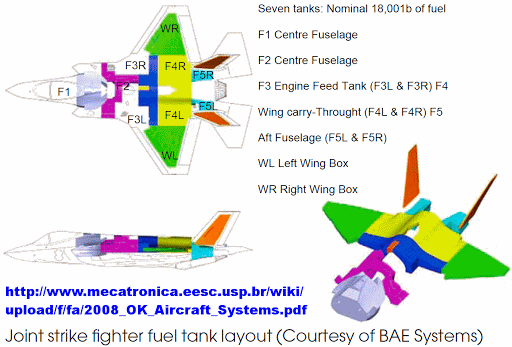 Seven tanks: Nominal 18,001b of fuel
F1 Centre Fuselage
F2 Centre Fuselage
F3 Engine Feed Tank (F3L & F3R) F4
Wing carry-Throught (F4L & F4R) F5
Aft Fuselage (F5L & F5R)
WL Left Wing Box
WR Right Wing Box
WR
F3R
F4R
F5R
F1
F2
F5L
F3L
F4L
WL
http://www.mecatronica.eesc.usp.br/wiki/
upload/f/fa/2008_OK_Aircraft_Systems.pdf
Joint strike fighter fuel tank layout (Courtesy of BAE Systems)